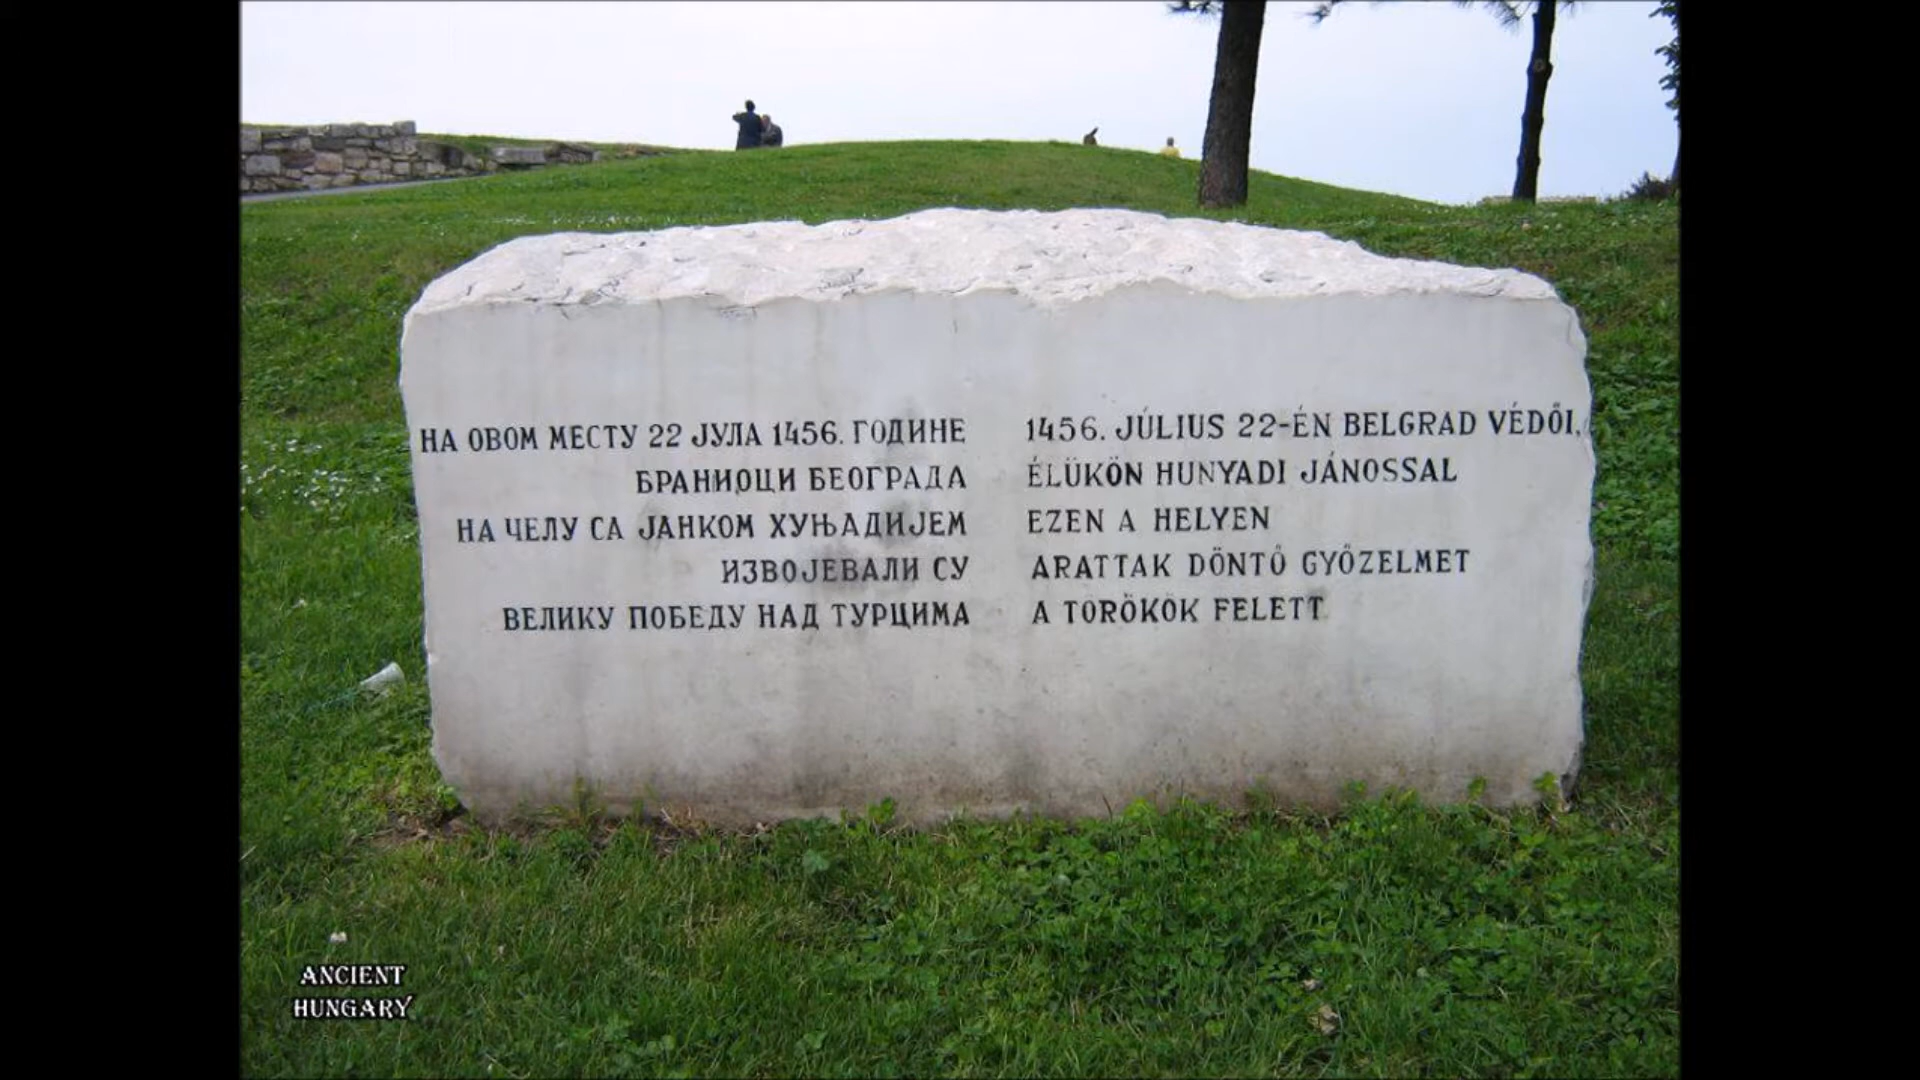 НА ОВОМ МЕСТУ 22 ЈУЛА 1456. ГОДИНЕ
БРАНИОЦИ БЕОГРАДА
НА ЧЕЛУ СА ЈАНКОМ ХУЊАДИЈЕМ
ИЗВОЈЕВАЛИ СУ
ВЕЛИКУ ПОБЕДУ НАД ТУРЦИМА
1456. JÚLIUS 22-ÉN BELGRAD VÉDŐI,
ÉLÜKÖN HUNYADI JÁNOSSAL
EZEN A HELYEN
ARATTAK DÖNTŐ GYŐZELMET
A TÖRÖKÖK FELETT
ANCIENT
HUNGARY